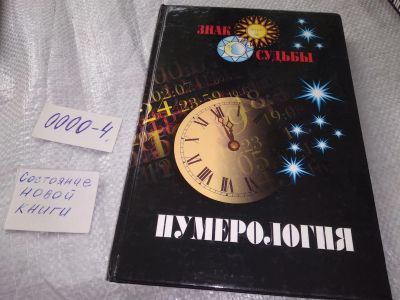 ЗНАК
СУДЬБЫ
НУМЕРОЛОГИЯ
0000-4.
Состояние
НОВОЙ
КНИГИ